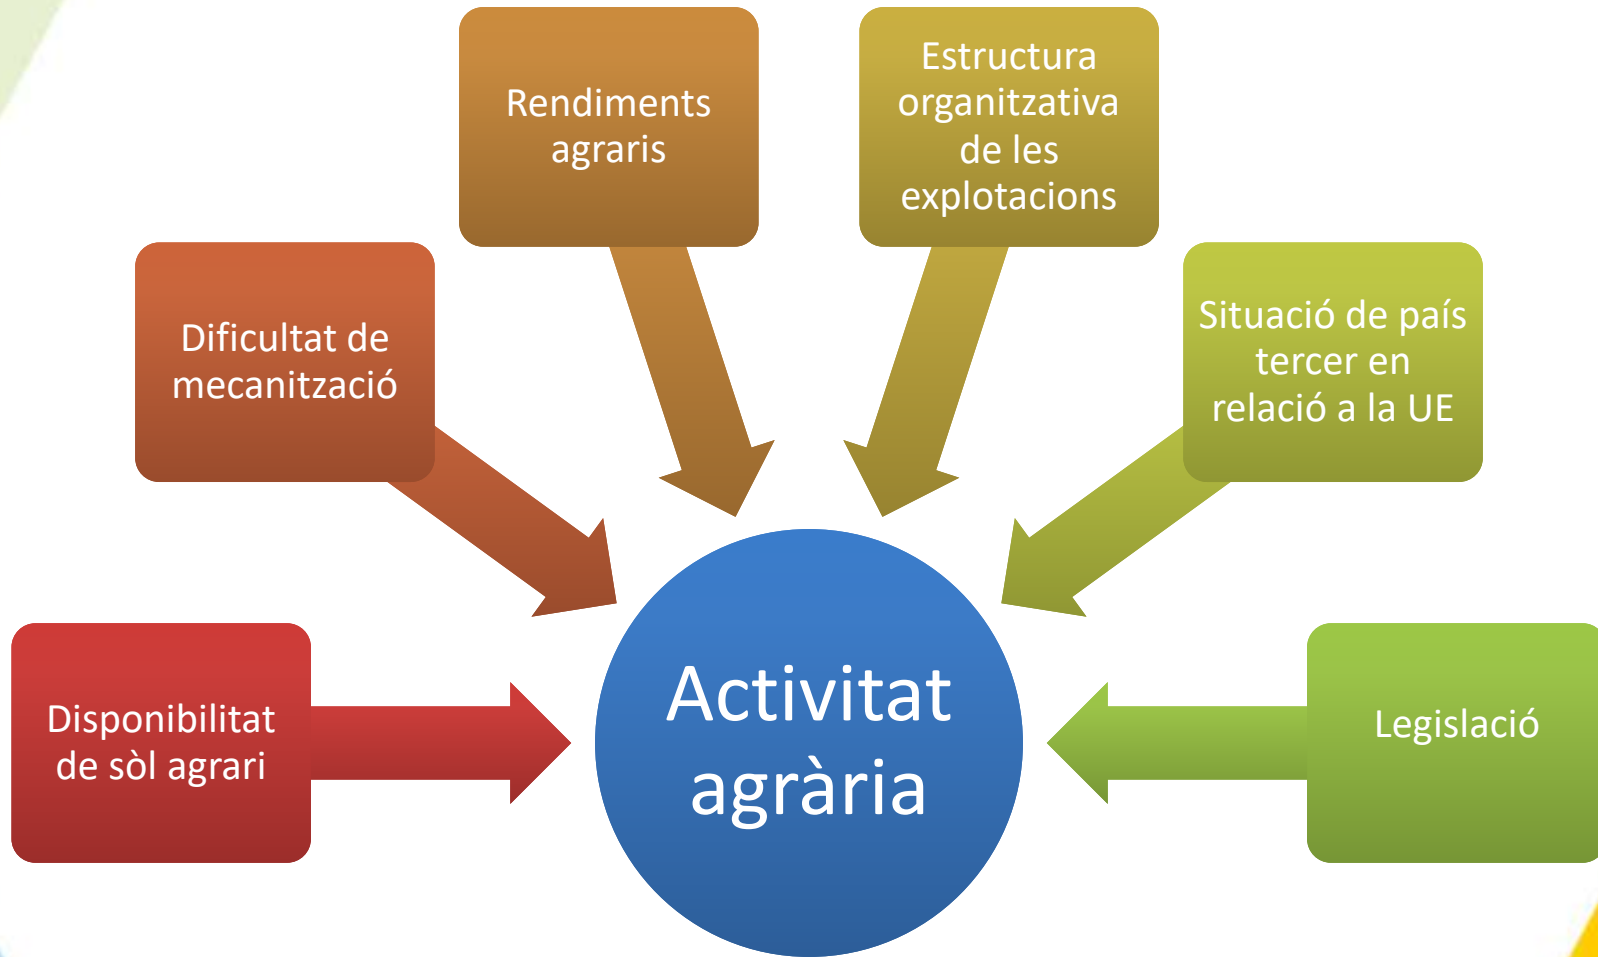 Rendiments
agraris
Estructura
organitzativa
de les
explotacions
Dificultat de
mecanització
Situació de país
tercer en
relació a la UE
Disponibilitat
de sòl agrari
Activitat
agrària
Legislació